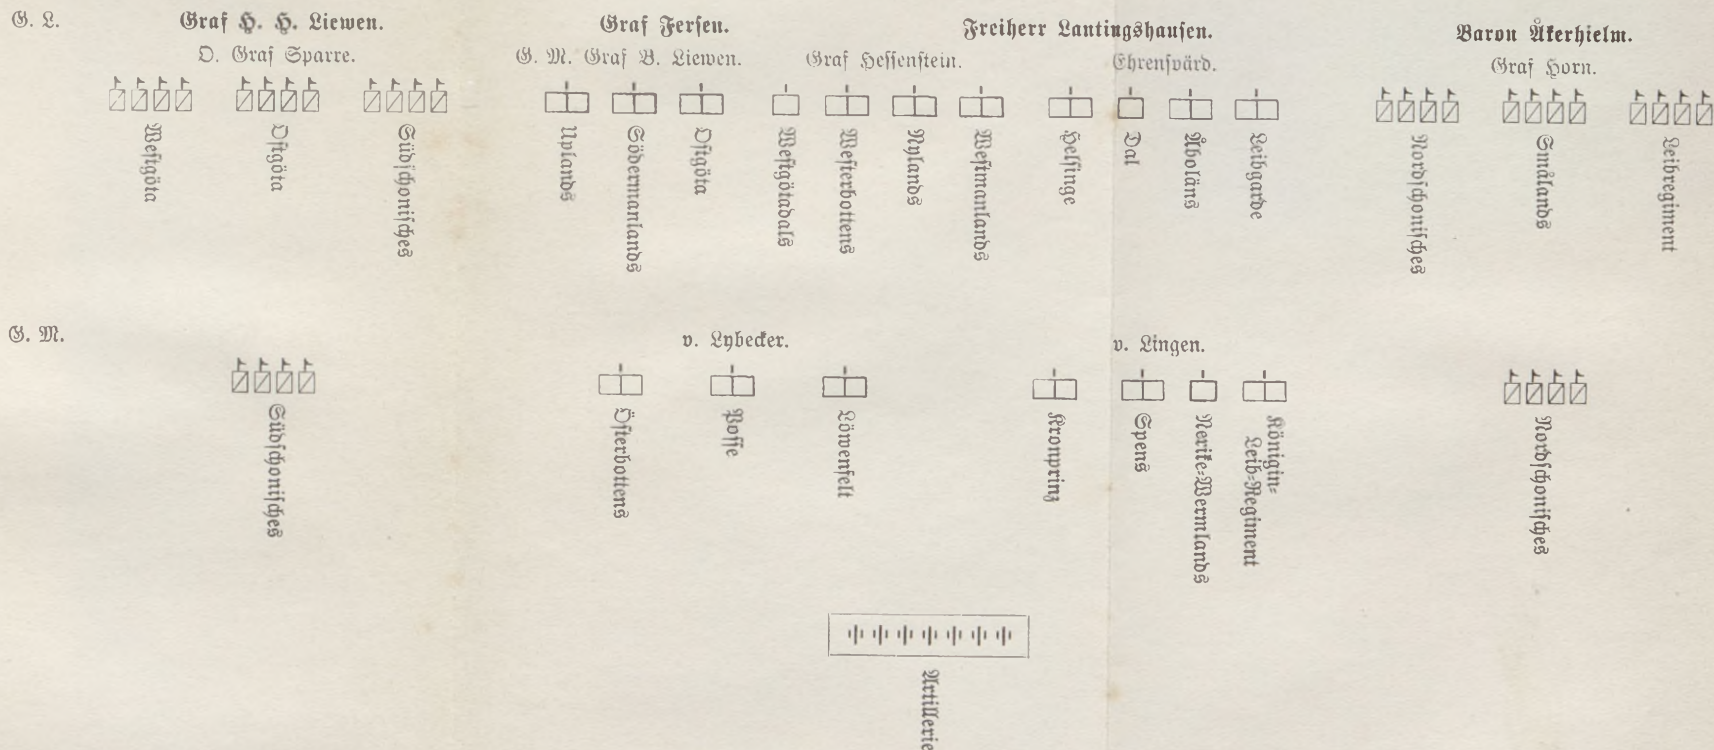 G. L.
Graf H. H. Liewen.
Graf Fersen.
Freiherr Lantingshausen.
Baron Åkerhielm.
O. Graf Sparre.
G. M. Graf B. Liewen.
Graf Hessenstein.
Ehrensvärd.
Graf Horn.
Westgöta
Ostgöta
Südschonisches
Uplands
Södermanlands
Ostgöta
Westgötadals
Westerbottens
Nylands
Westmanlands
Helsinge
Dal
Åboläns
Leibgarde
Nordschonisches
Smålands
Leibregiment
G. M.
v. Lybecker.
v. Lingen.
Südschonisches
Österbottens
Posse
Löwenfelt
Kronprinz
Spens
Nerike-Wermlands
Königin-
Leib-Regiment
Nordschonisches
Artillerie